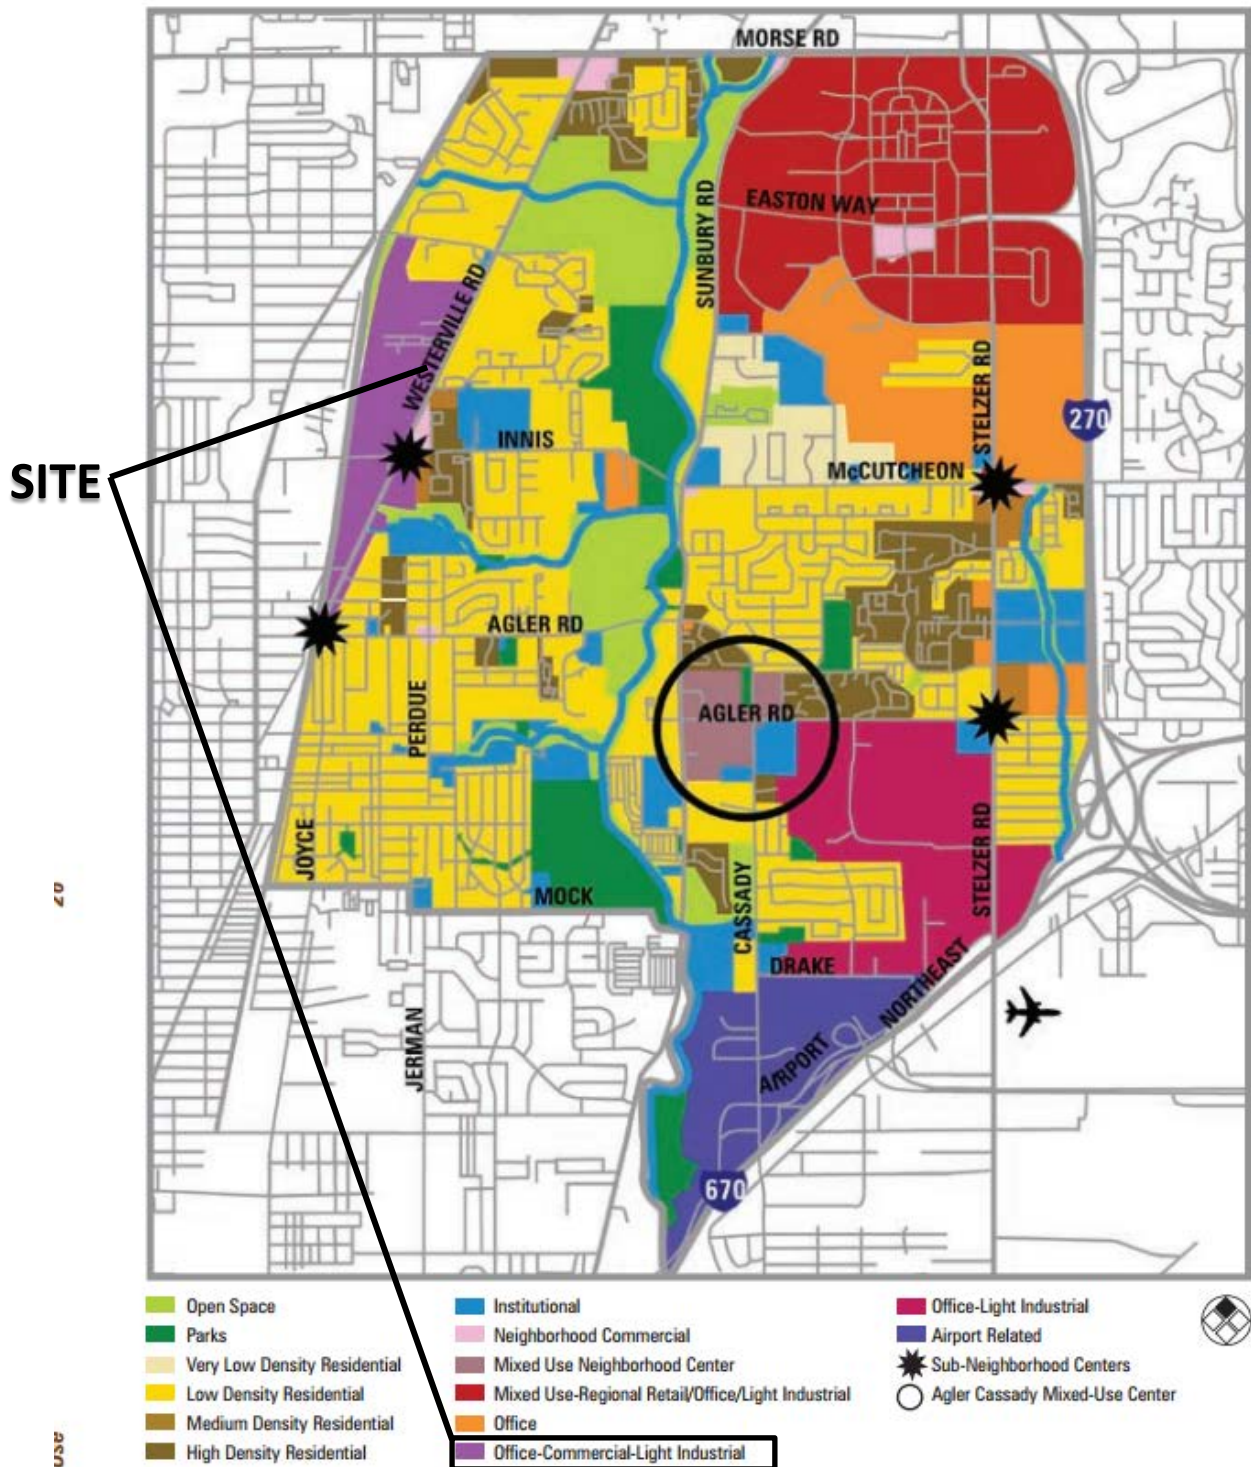 MORSE RD
EASTON WAY
SUNBURY RD
WESTERVILLE RD
STELZER RD
270
INNIS
McCUTCHEON
SITE
AGLER RD
PERDUE
AGLER RD
JOYCE
MOCK
CASSADY
STELZER RD
DRAKE
NORTHEAST
AIRPORT
JERMAN
670
Open Space
Parks
Very Low Density Residential
Low Density Residential
Medium Density Residential
High Density Residential
Institutional
Neighborhood Commercial
Mixed Use Neighborhood Center
Mixed Use-Regional Retail/Office/Light Industrial
Office
Office-Commercial-Light Industrial
Office-Light Industrial
Airport Related
Sub-Neighborhood Centers
Agler Cassady Mixed-Use Center